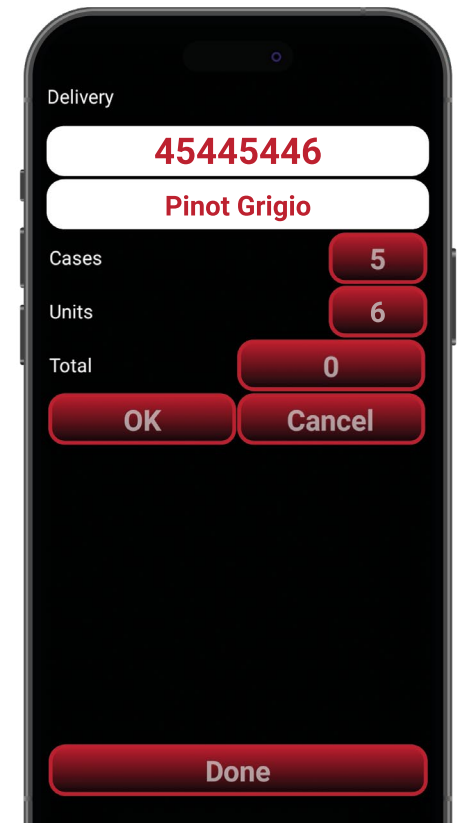 Delivery
45445446
Pinot Grigio
Cases 5
Units 6
Total 0
OK Cancel
Done